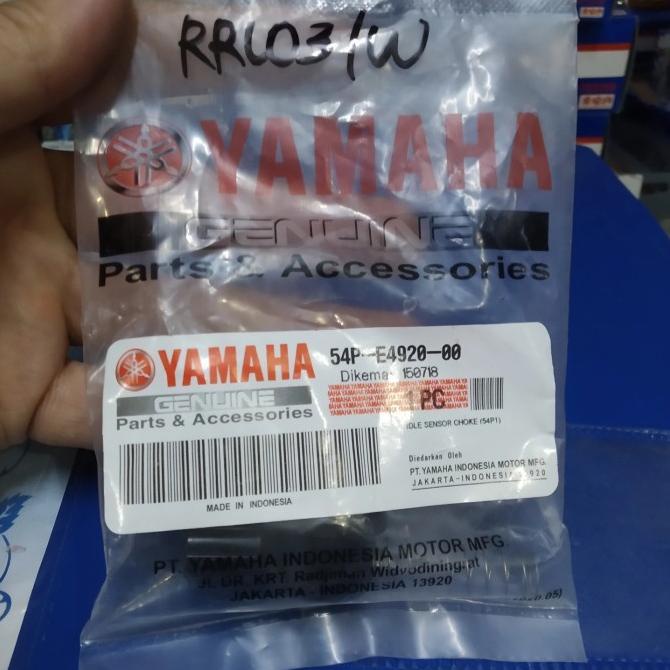 RRL03/W
YAMAHA
GENUINE
Parts & Accessories
YAMAHA
GENUINE
Parts & Accessories
54P-E4920-00
Dikemas 150718
1 PC
IDLE SENSOR CHOKE (54P1)
Diedarkan Oleh
PT. YAMAHA INDONESIA MOTOR MFG.
JAKARTA-INDONESIA 13920
MADE IN INDONESIA
PT. YAMAHA INDONESIA MOTOR MFG
JL. DR. KRT. Radjiman Widyodiningrat
JAKARTA - INDONESIA 13920